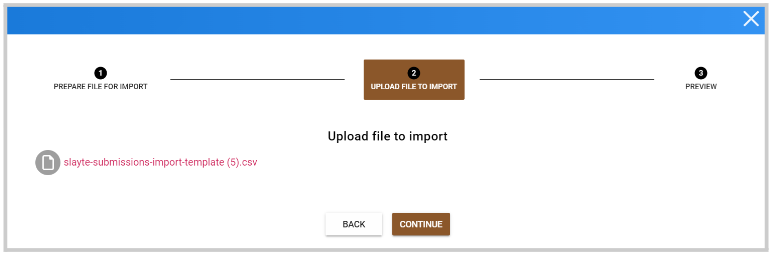 1
PREPARE FILE FOR IMPORT
2
UPLOAD FILE TO IMPORT
3
PREVIEW
Upload file to import
slayte-submissions-import-template (5).csv
BACK
CONTINUE